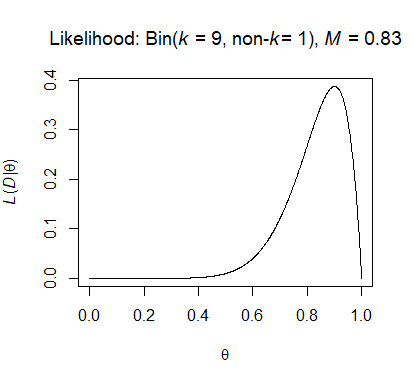 Likelihood: Bin(k = 9, non-k= 1), M = 0.83
L(D|θ)
0.4
0.3
0.2
0.1
0.0
0.0 0.2 0.4 0.6 0.8 1.0
θ